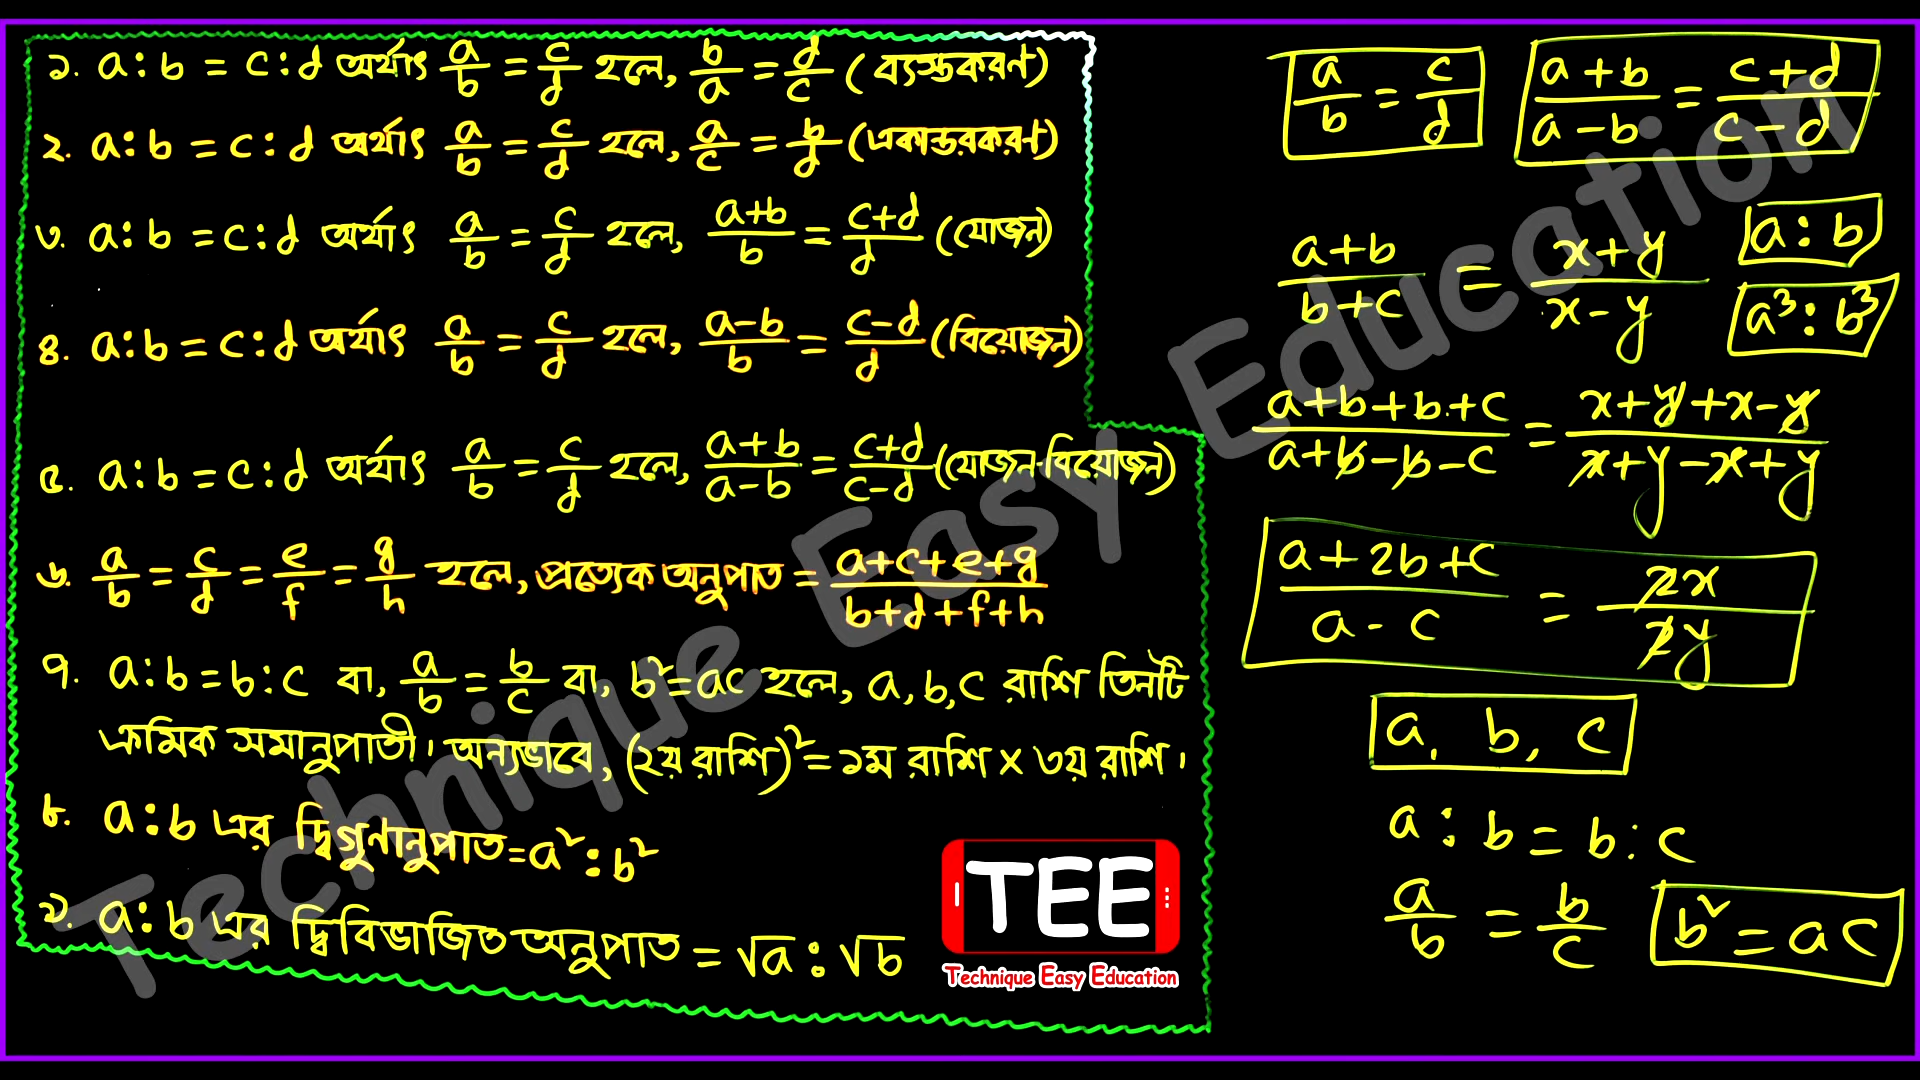 ১. a:b = c:d অর্থাৎ a/b = c/d হলে, b/a = d/c (ব্যস্তকরণ)
২. a:b = c:d অর্থাৎ a/b = c/d হলে, a/c = b/d (একান্তরকরণ)
৩. a:b = c:d অর্থাৎ a/b = c/d হলে, (a+b)/b = (c+d)/d (যোজন)
৪. a:b = c:d অর্থাৎ a/b = c/d হলে, (a-b)/b = (c-d)/d (বিয়োজন)
৫. a:b = c:d অর্থাৎ a/b = c/d হলে, (a+b)/(a-b) = (c+d)/(c-d) (যোজন-বিয়োজন)
৬. a/b = c/d = e/f = g/h হলে, প্রত্যেক অনুপাত = (a+c+e+g)/(b+d+f+h)
৭. a:b = b:c বা, a/b = b/c বা, b² = ac হলে, a, b, c রাশি তিনটি
ক্রমিক সমানুপাতী। অন্যভাবে, (২য় রাশি)² = ১ম রাশি × ৩য় রাশি।
৮. a:b এর দ্বিগুণানুপাত = a² : b²
৯. a:b এর দ্বিবিভাজিত অনুপাত = √a : √b
TEE
Technique Easy Education
a/b = c/d
(a+b)/(a-b) = (c+d)/(c-d)
(a+b)/(b+c) = (x+y)/(x-y)
a : b
a³ : b³
(a+b+b+c)/(a+b-b-c) = (x+y+x-y)/(x+y-x+y)
(a+2b+c)/(a-c) = 2x/2y
a, b, c
a : b = b : c
a/b = b/c
b² = ac
Technique Easy Education